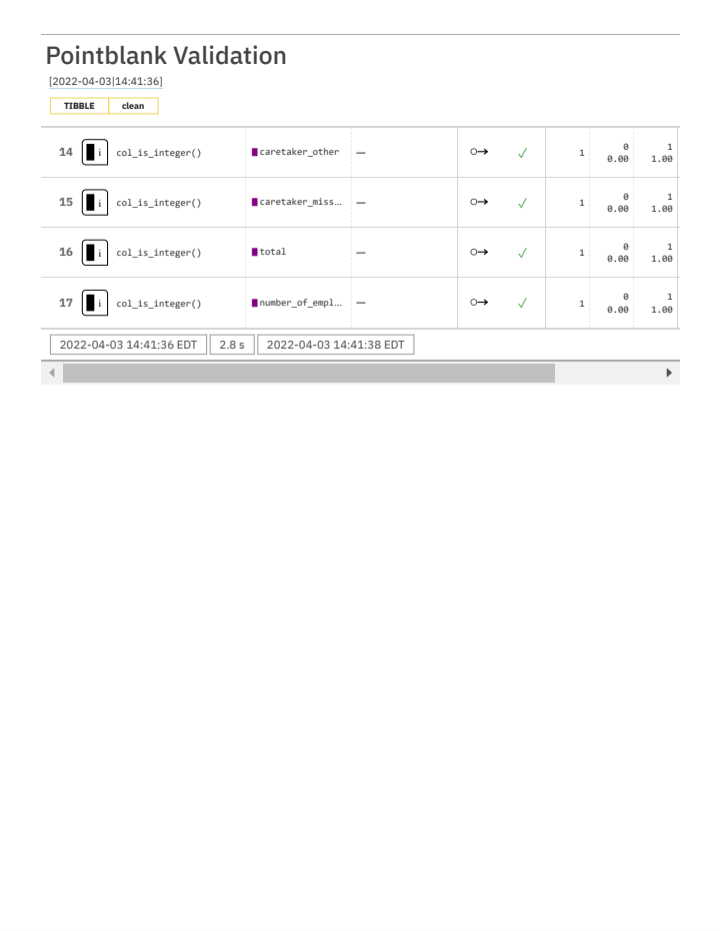 Pointblank Validation
[2022-04-03|14:41:36]
TIBBLE clean
14 i col_is_integer() caretaker_other — ✓ 1 0 0.00 1 1.00
15 i col_is_integer() caretaker_miss… — ✓ 1 0 0.00 1 1.00
16 i col_is_integer() total — ✓ 1 0 0.00 1 1.00
17 i col_is_integer() number_of_empl… — ✓ 1 0 0.00 1 1.00
2022-04-03 14:41:36 EDT 2.8 s 2022-04-03 14:41:38 EDT